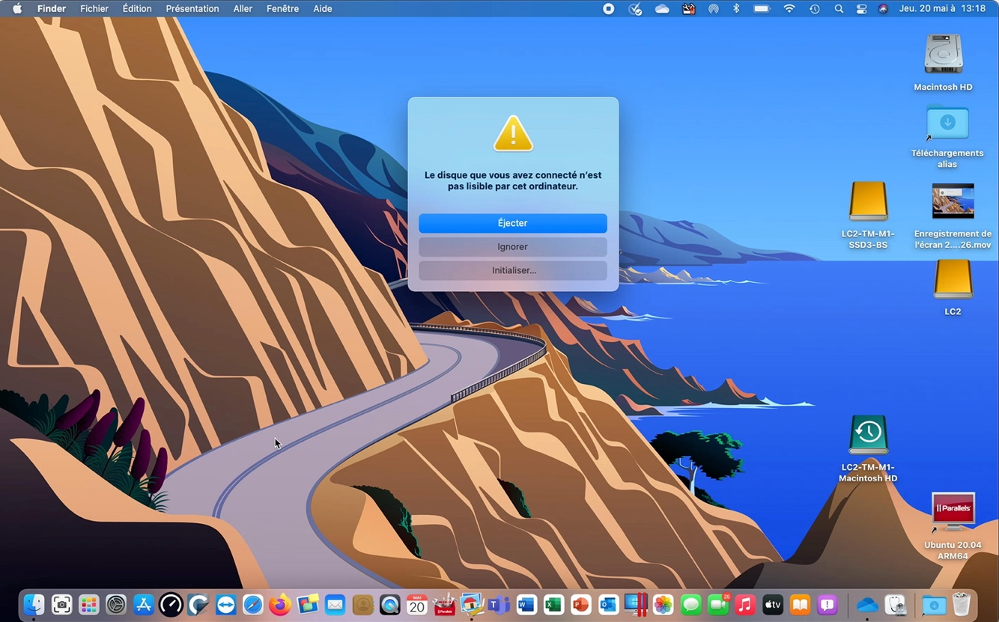 Finder Fichier Édition Présentation Aller Fenêtre Aide
Jeu. 20 mai à 13:18
Macintosh HD
Téléchargements
alias
Le disque que vous avez connecté n’est
pas lisible par cet ordinateur.
Éjecter
Ignorer
Initialiser...
LC2-TM-M1-
SSD3-BS
Enregistrement de
l’écran 2....26.mov
LC2
LC2-TM-M1-
Macintosh HD
|| Parallels
Ubuntu 20.04
ARM64
MAI
20
|| Parallels
T
W
X
P
O
26
tv